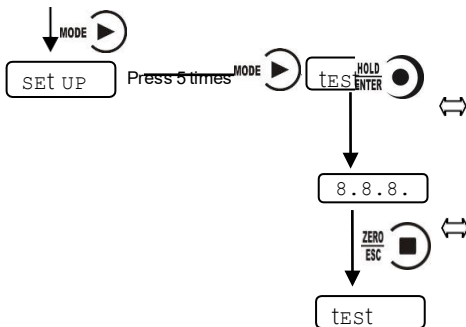 MODE
SEt UP
Press 5 times
MODE
tEST
HOLD
ENTER
8.8.8.
ZERO
ESC
tESt